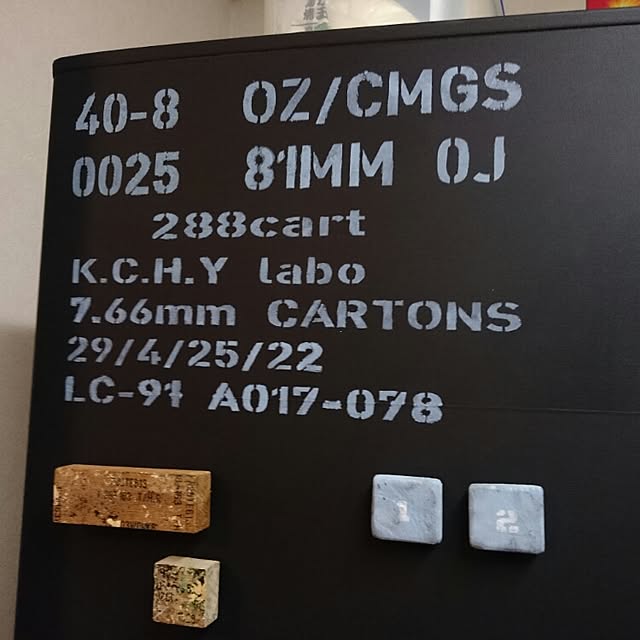 40-8 OZ/CMGS
0025 81MM 0J
288cart
K.C.H.Y labo
7.66mm CARTONS
29/4/25/22
LC-91 A017-078
1
2